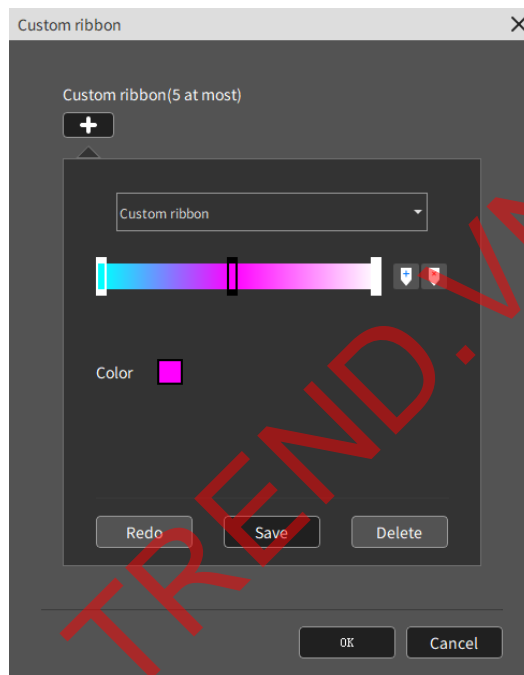 Custom ribbon
Custom ribbon(5 at most)
Custom ribbon
Color
Redo
Save
Delete
OK
Cancel
TREND.V